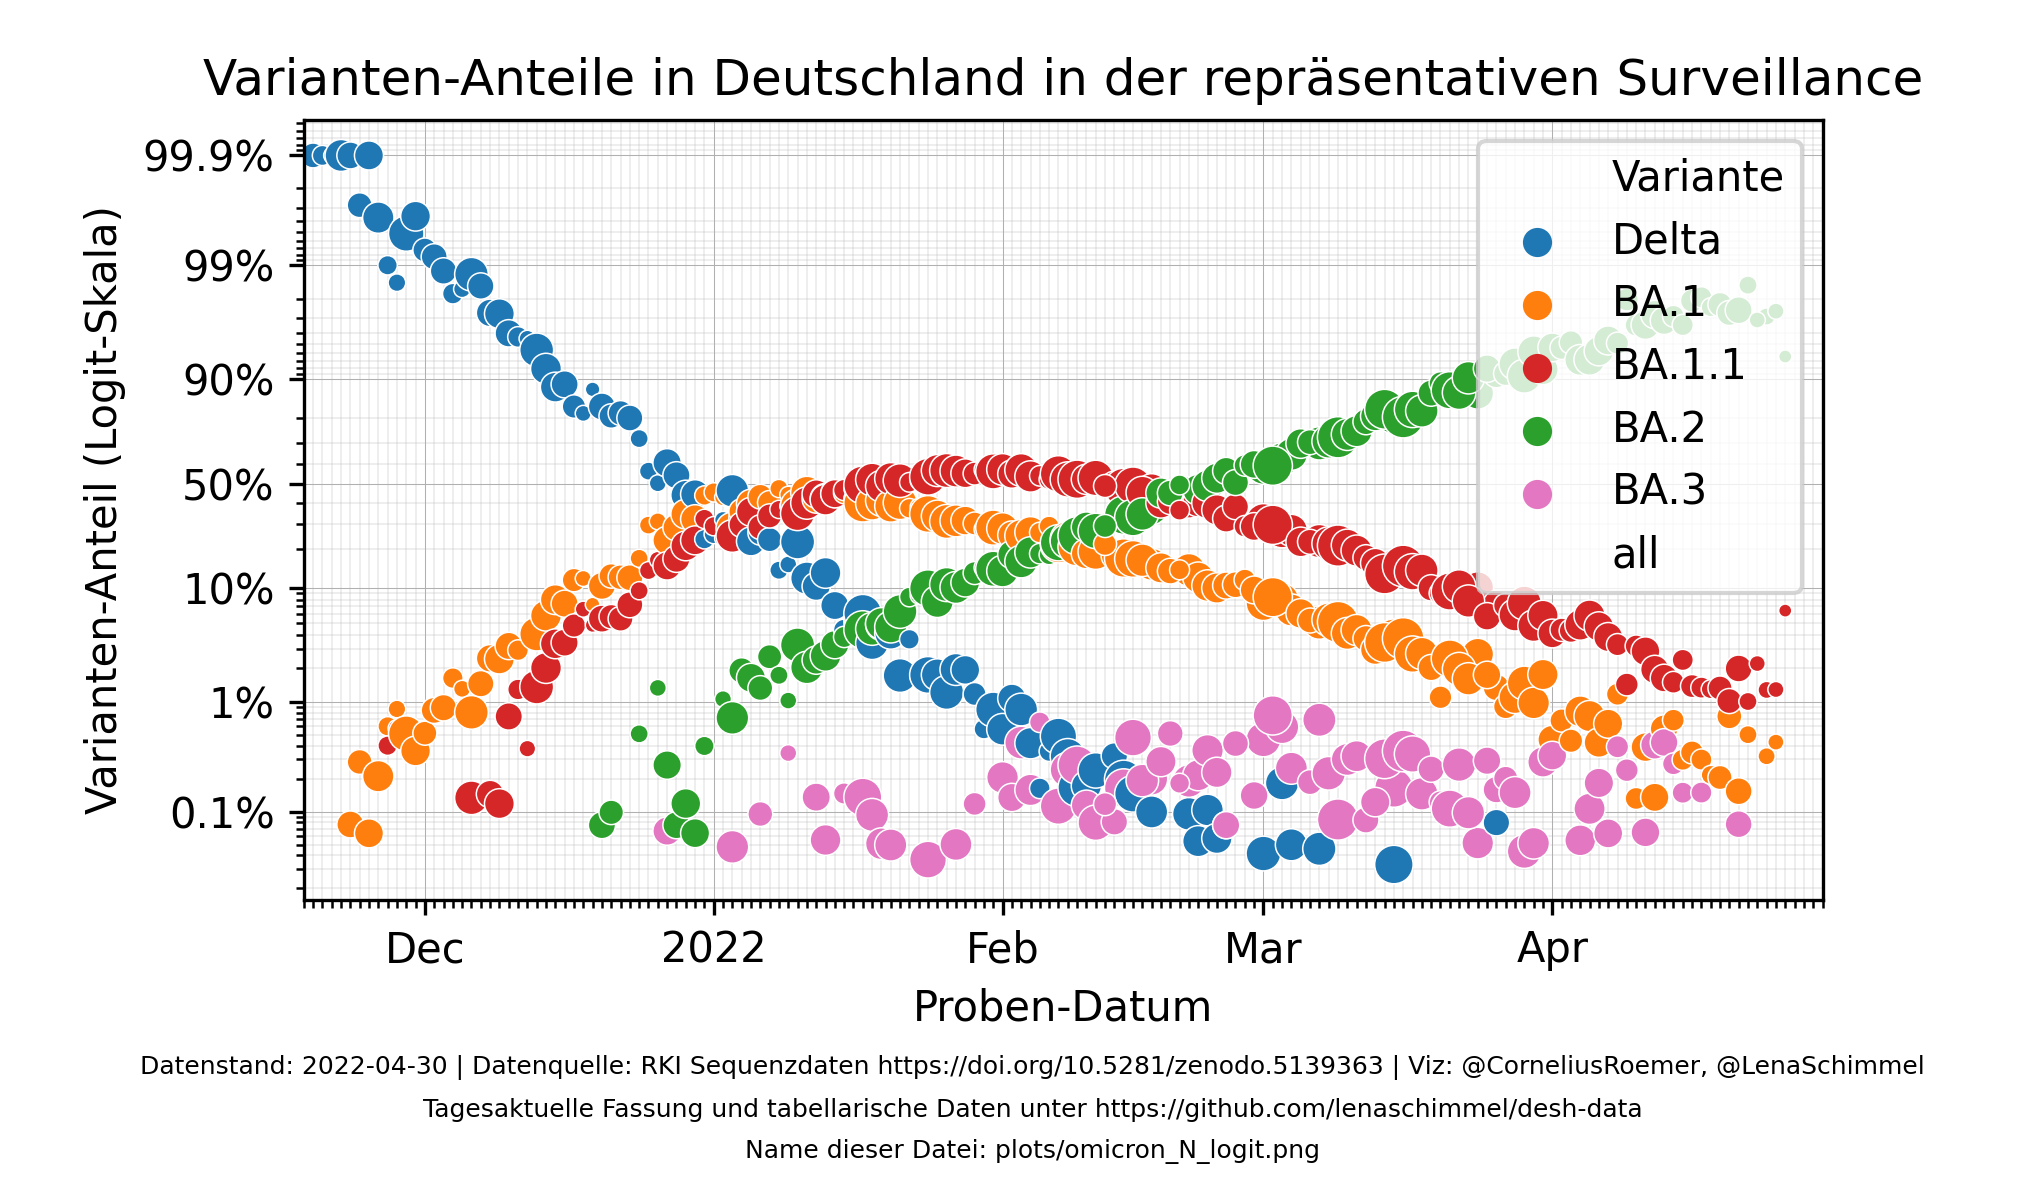 Varianten-Anteile in Deutschland in der repräsentativen Surveillance
Varianten-Anteil (Logit-Skala)
99.9%
99%
90%
50%
10%
1%
0.1%
Variante
Delta
BA.1
BA.1.1
BA.2
BA.3
all
Dec 2022 Feb Mar Apr
Proben-Datum
Datenstand: 2022-04-30 | Datenquelle: RKI Sequenzdaten https://doi.org/10.5281/zenodo.5139363 | Viz: @CorneliusRoemer, @LenaSchimmel
Tagesaktuelle Fassung und tabellarische Daten unter https://github.com/lenaschimmel/desh-data
Name dieser Datei: plots/omicron_N_logit.png